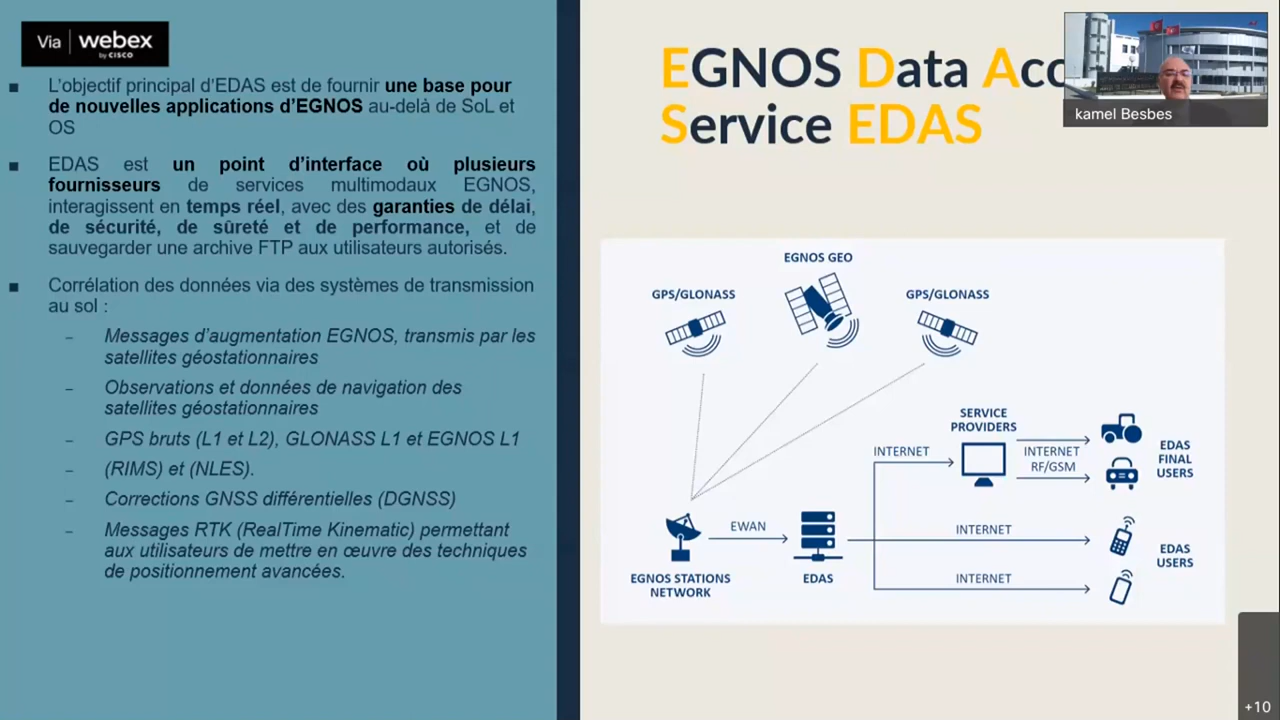 Via webex
by CISCO
L'objectif principal d'EDAS est de fournir une base pour
de nouvelles applications d'EGNOS au-delà de SoL et
OS
EDAS est un point d'interface où plusieurs
fournisseurs de services multimodaux EGNOS,
interagissent en temps réel, avec des garanties de délai,
de sécurité, de sûreté et de performance, et de
sauvegarder une archive FTP aux utilisateurs autorisés.
Corrélation des données via des systèmes de transmission
au sol :
– Messages d'augmentation EGNOS, transmis par les
satellites géostationnaires
– Observations et données de navigation des
satellites géostationnaires
– GPS bruts (L1 et L2), GLONASS L1 et EGNOS L1
– (RIMS) et (NLES).
– Corrections GNSS différentielles (DGNSS)
– Messages RTK (RealTime Kinematic) permettant
aux utilisateurs de mettre en œuvre des techniques
de positionnement avancées.
EGNOS Data Acc
Service EDAS
kamel Besbes
EGNOS GEO
GPS/GLONASS
GPS/GLONASS
SERVICE
PROVIDERS
INTERNET
INTERNET
RF/GSM
EDAS
FINAL
USERS
EWAN
INTERNET
EDAS
USERS
EGNOS STATIONS
NETWORK
EDAS
INTERNET
+10